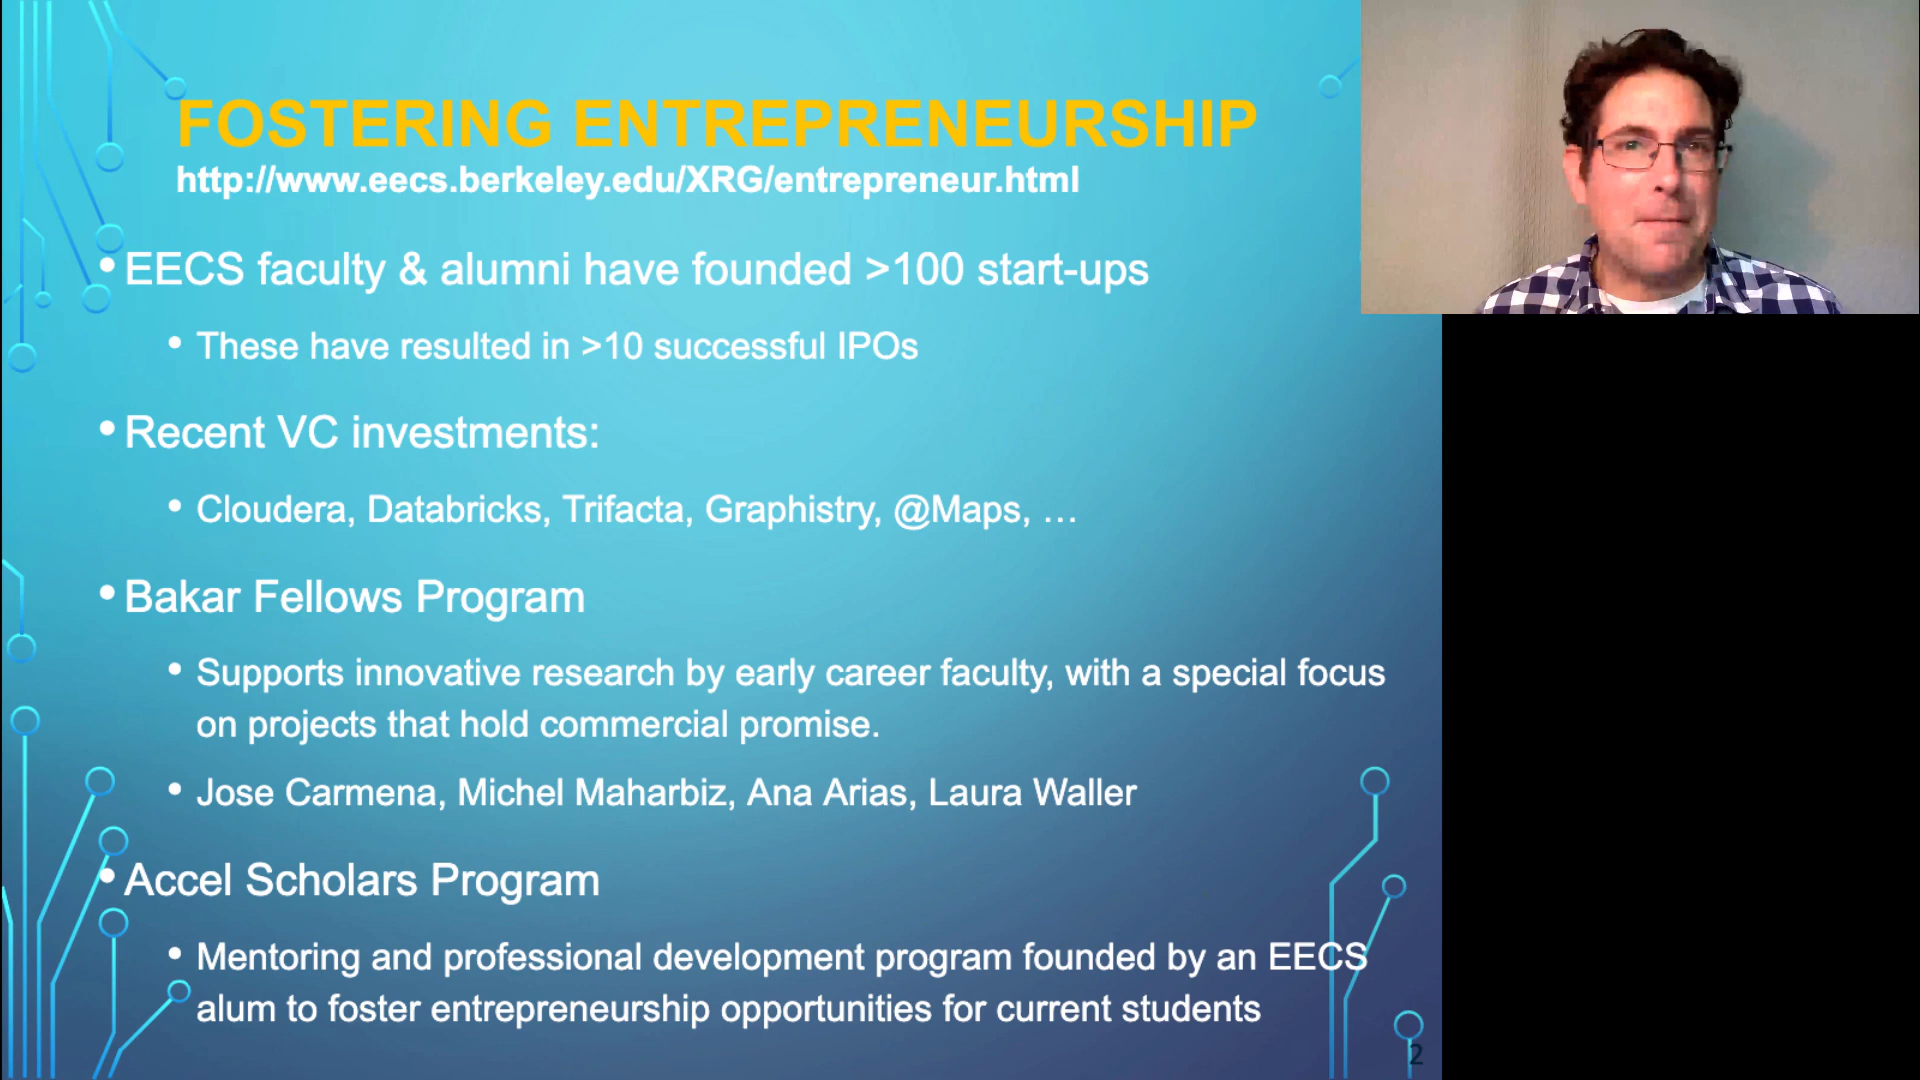 FOSTERING ENTREPRENEURSHIP
http://www.eecs.berkeley.edu/XRG/entrepreneur.html
• EECS faculty & alumni have founded >100 start-ups
• These have resulted in >10 successful IPOs
• Recent VC investments:
• Cloudera, Databricks, Trifacta, Graphistry, @Maps, …
• Bakar Fellows Program
• Supports innovative research by early career faculty, with a special focus
on projects that hold commercial promise.
• Jose Carmena, Michel Maharbiz, Ana Arias, Laura Waller
• Accel Scholars Program
• Mentoring and professional development program founded by an EECS
alum to foster entrepreneurship opportunities for current students
2